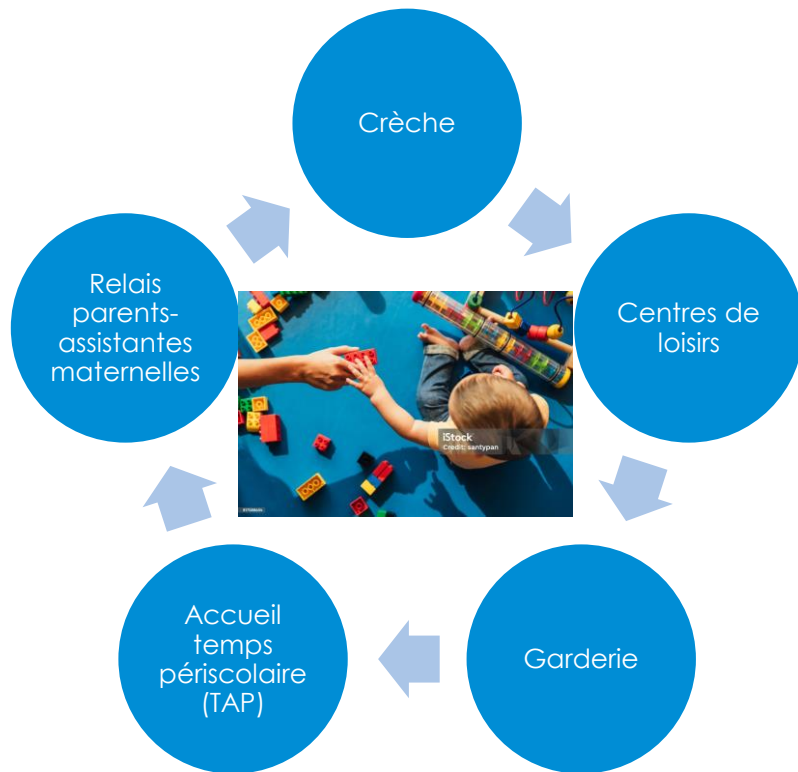 Crèche
Relais
parents-
assistantes
maternelles
Centres de
loisirs
iStock
Credit: santypan
Accueil
temps
périscolaire
(TAP)
Garderie